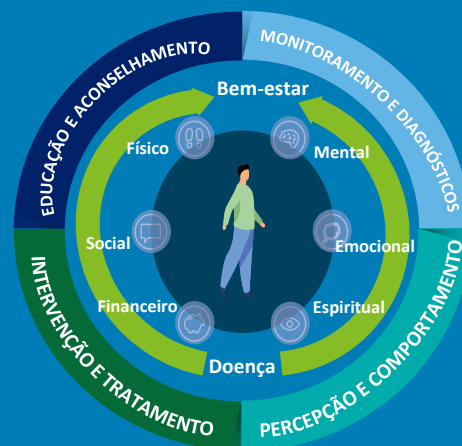 EDUCAÇÃO E ACONSELHAMENTO
MONITORAMENTO E DIAGNÓSTICOS
Bem-estar
Físico
Mental
Social
Emocional
Financeiro
Espiritual
Doença
INTERVENÇÃO E TRATAMENTO
PERCEPÇÃO E COMPORTAMENTO